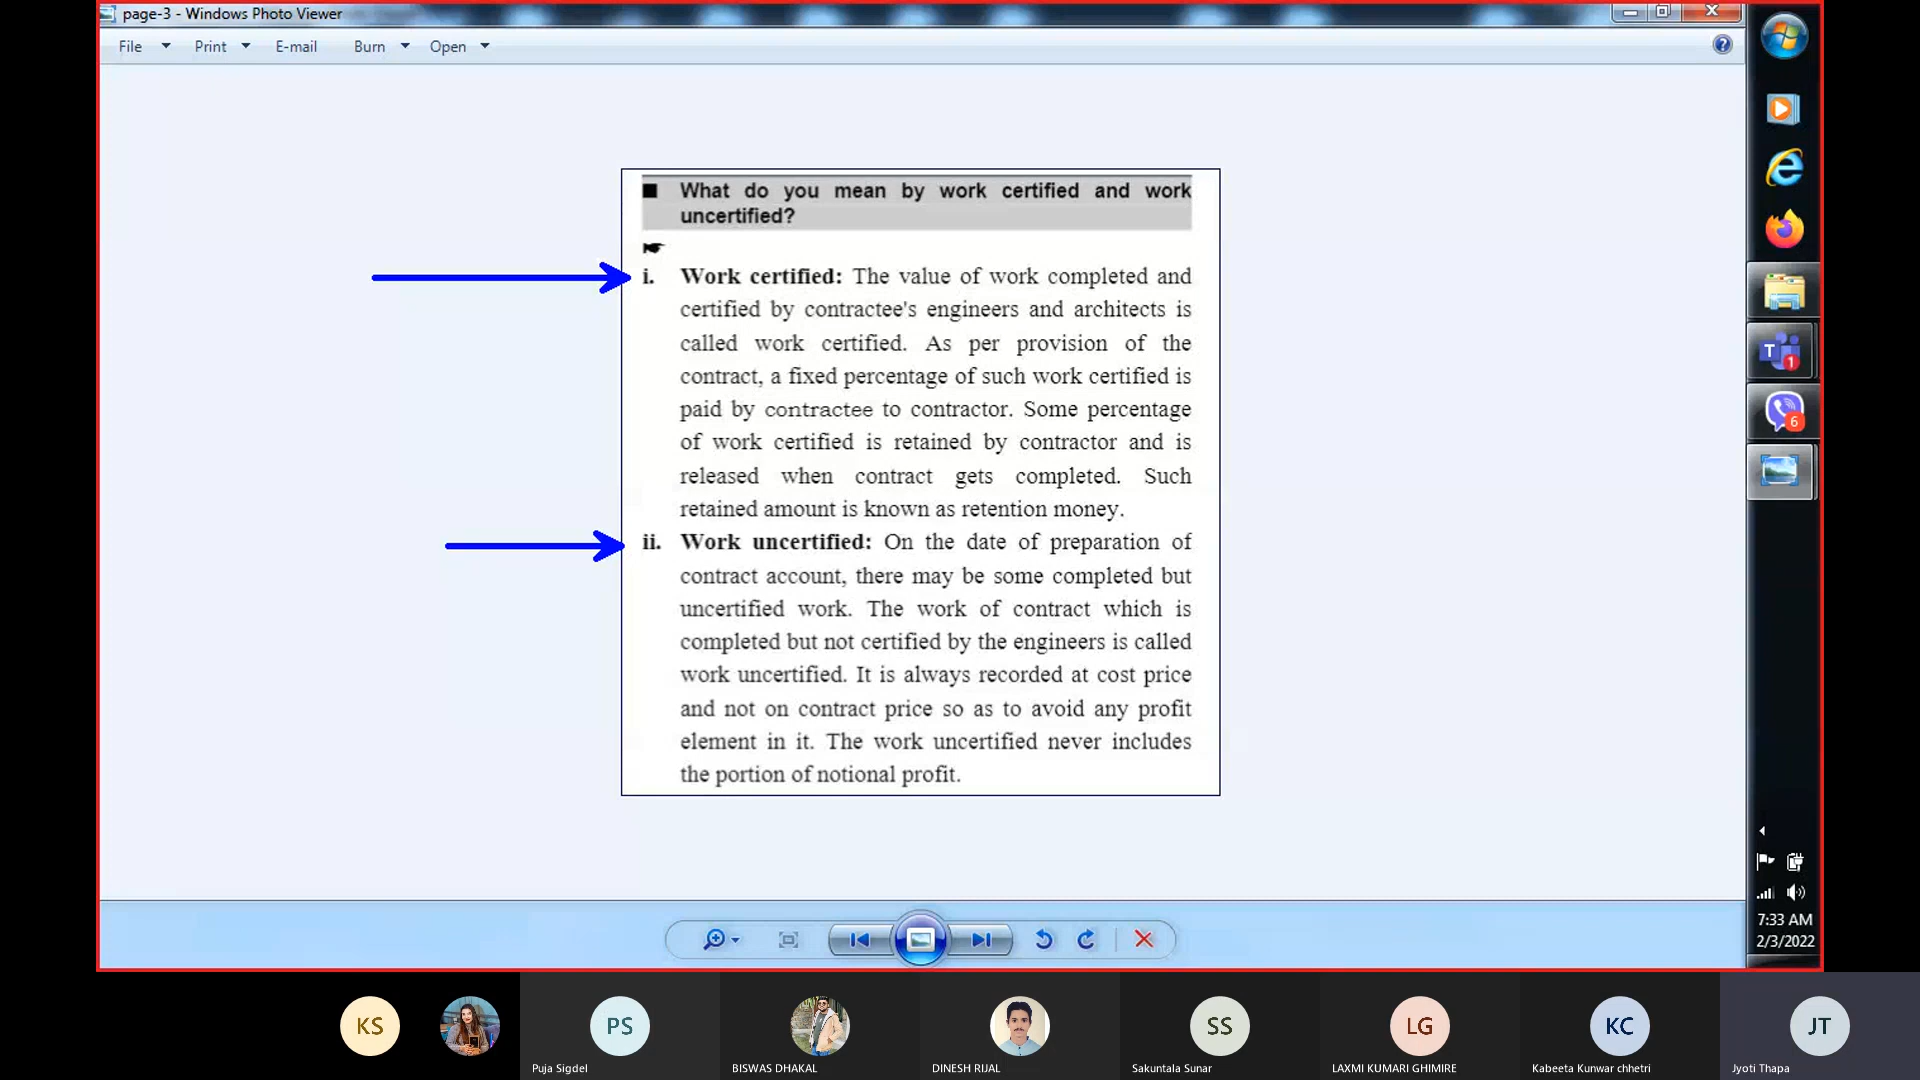 page-3 - Windows Photo Viewer
File Print E-mail Burn Open
What do you mean by work certified and work
uncertified?
i. Work certified: The value of work completed and
certified by contractee's engineers and architects is
called work certified. As per provision of the
contract, a fixed percentage of such work certified is
paid by contractee to contractor. Some percentage
of work certified is retained by contractor and is
released when contract gets completed. Such
retained amount is known as retention money.
ii. Work uncertified: On the date of preparation of
contract account, there may be some completed but
uncertified work. The work of contract which is
completed but not certified by the engineers is called
work uncertified. It is always recorded at cost price
and not on contract price so as to avoid any profit
element in it. The work uncertified never includes
the portion of notional profit.
T 1
6
7:33 AM
2/3/2022
KS PS SS LG KC JT
Puja Sigdel BISWAS DHAKAL DINESH RIJAL Sakuntala Sunar LAXMI KUMARI GHIMIRE Kabeeta Kunwar chhetri Jyoti Thapa